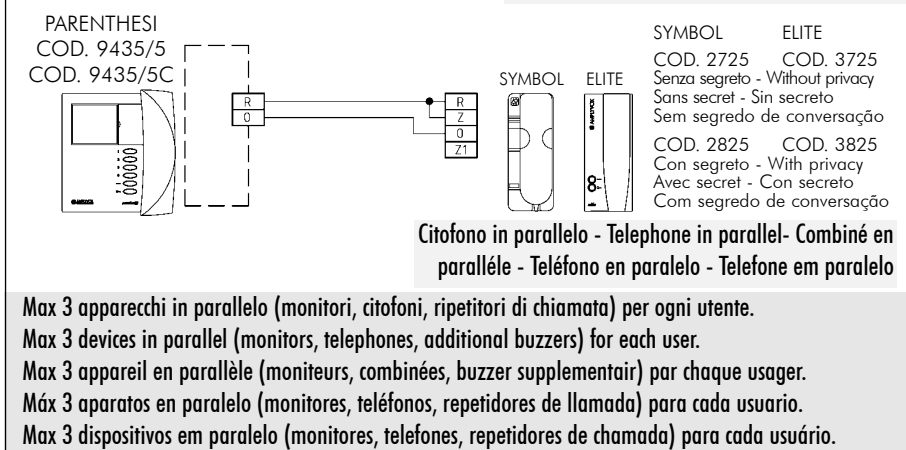 PARENTHESI
COD. 9435/5
COD. 9435/5C
R
0
R
Z
0
Z1
SYMBOL ELITE
AMPLYVOX
SYMBOL ELITE
COD. 2725 COD. 3725
Senza segreto - Without privacy
Sans secret - Sin secreto
Sem segredo de conversação
COD. 2825 COD. 3825
Con segreto - With privacy
Avec secret - Con secreto
Com segredo de conversação
Citofono in parallelo - Telephone in parallel- Combiné en
paralléle - Teléfono en paralelo - Telefone em paralelo
Max 3 apparecchi in parallelo (monitori, citofoni, ripetitori di chiamata) per ogni utente.
Max 3 devices in parallel (monitors, telephones, additional buzzers) for each user.
Max 3 appareil en parallèle (moniteurs, combinées, buzzer supplementair) par chaque usager.
Máx 3 aparatos en paralelo (monitores, teléfonos, repetidores de llamada) para cada usuario.
Max 3 dispositivos em paralelo (monitores, telefones, repetidores de chamada) para cada usuário.